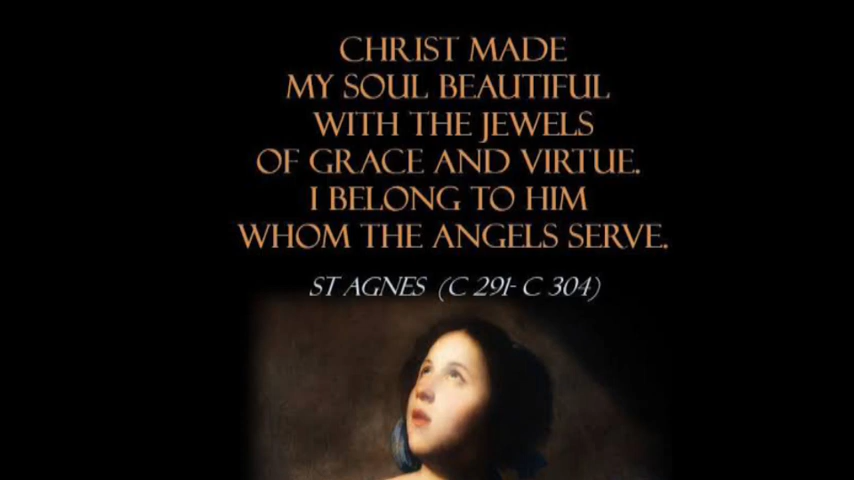 CHRIST MADE
MY SOUL BEAUTIFUL
WITH THE JEWELS
OF GRACE AND VIRTUE.
I BELONG TO HIM
WHOM THE ANGELS SERVE.
ST AGNES (C 291- C 304)